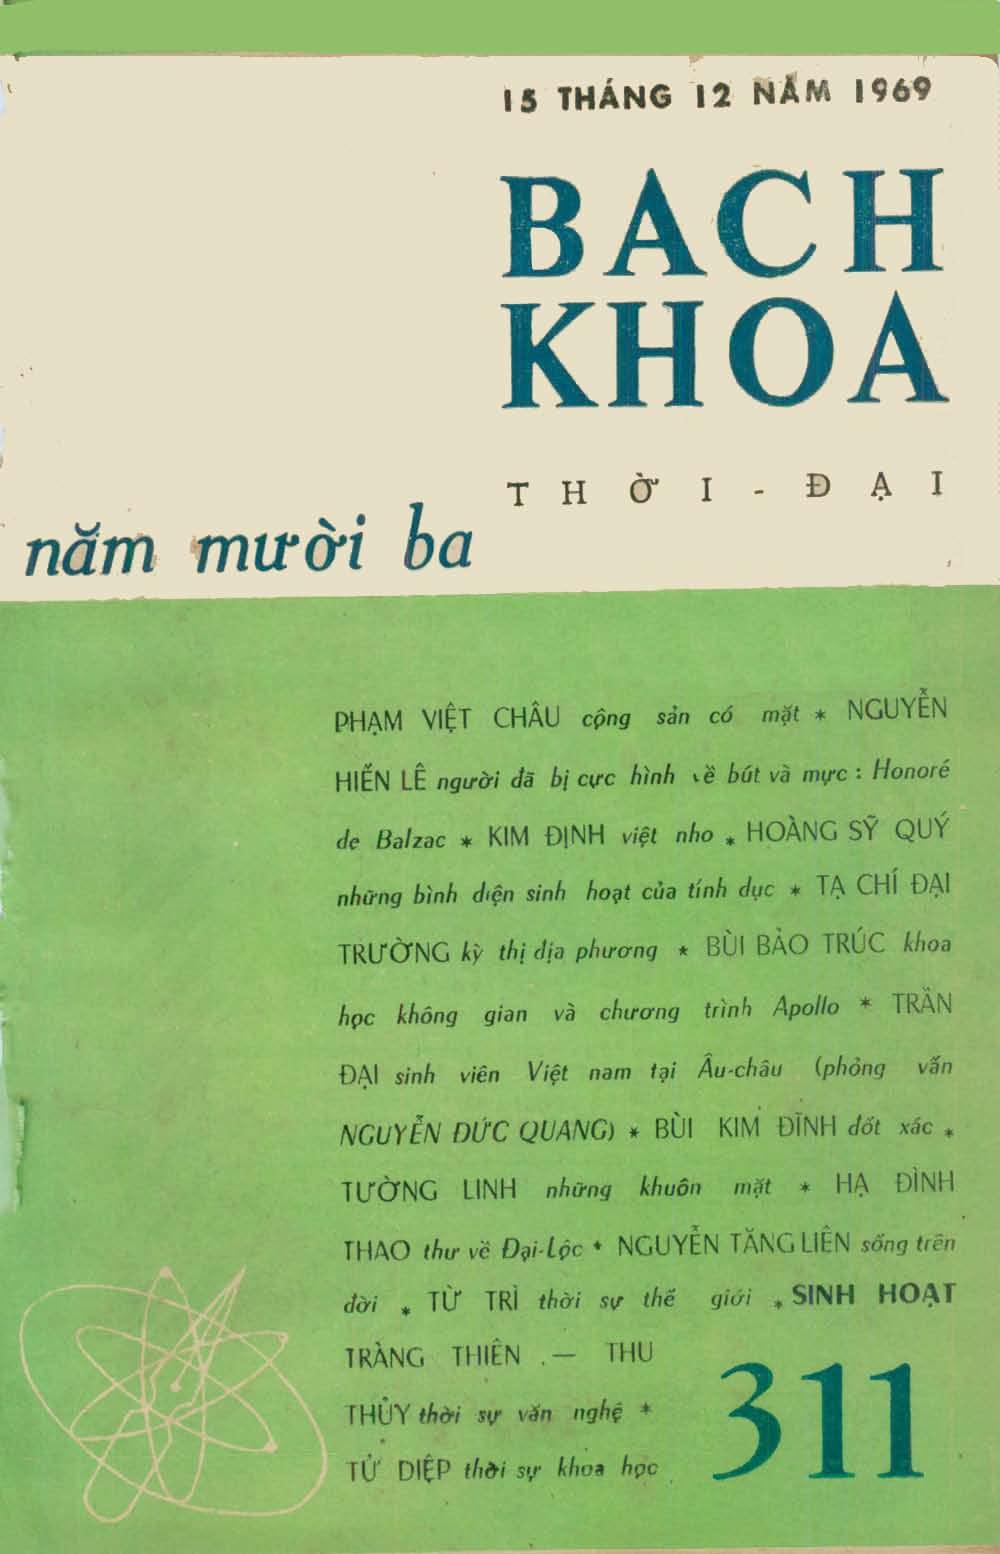 15 THÁNG 12 NĂM 1969
BACH
KHOA
THỜI - ĐẠI
năm mười ba
PHẠM VIỆT CHÂU cộng sản có mặt * NGUYỄN
HIẾN LÊ người đã bị cực hình về bút và mực : Honoré
de Balzac * KIM ĐỊNH việt nho * HOÀNG SỸ QUÝ
những bình diện sinh hoạt của tính dục * TẠ CHÍ ĐẠI
TRƯỜNG kỳ thị địa phương * BÙI BẢO TRÚC khoa
học không gian và chương trình Apollo * TRẦN
ĐẠI sinh viên Việt nam tại Âu-châu (phỏng vấn
NGUYỄN ĐỨC QUANG) * BÙI KIM ĐĨNH đốt xác *
TƯỜNG LINH những khuôn mặt * HẠ ĐÌNH
THAO thư về Đại-Lộc * NGUYỄN TĂNG LIÊN sống trên
đời * TỪ TRÌ thời sự thế giới * SINH HOẠT
TRÀNG THIÊN . — THU
THỦY thời sự văn nghệ *
TỬ DIỆP thời sự khoa học
311